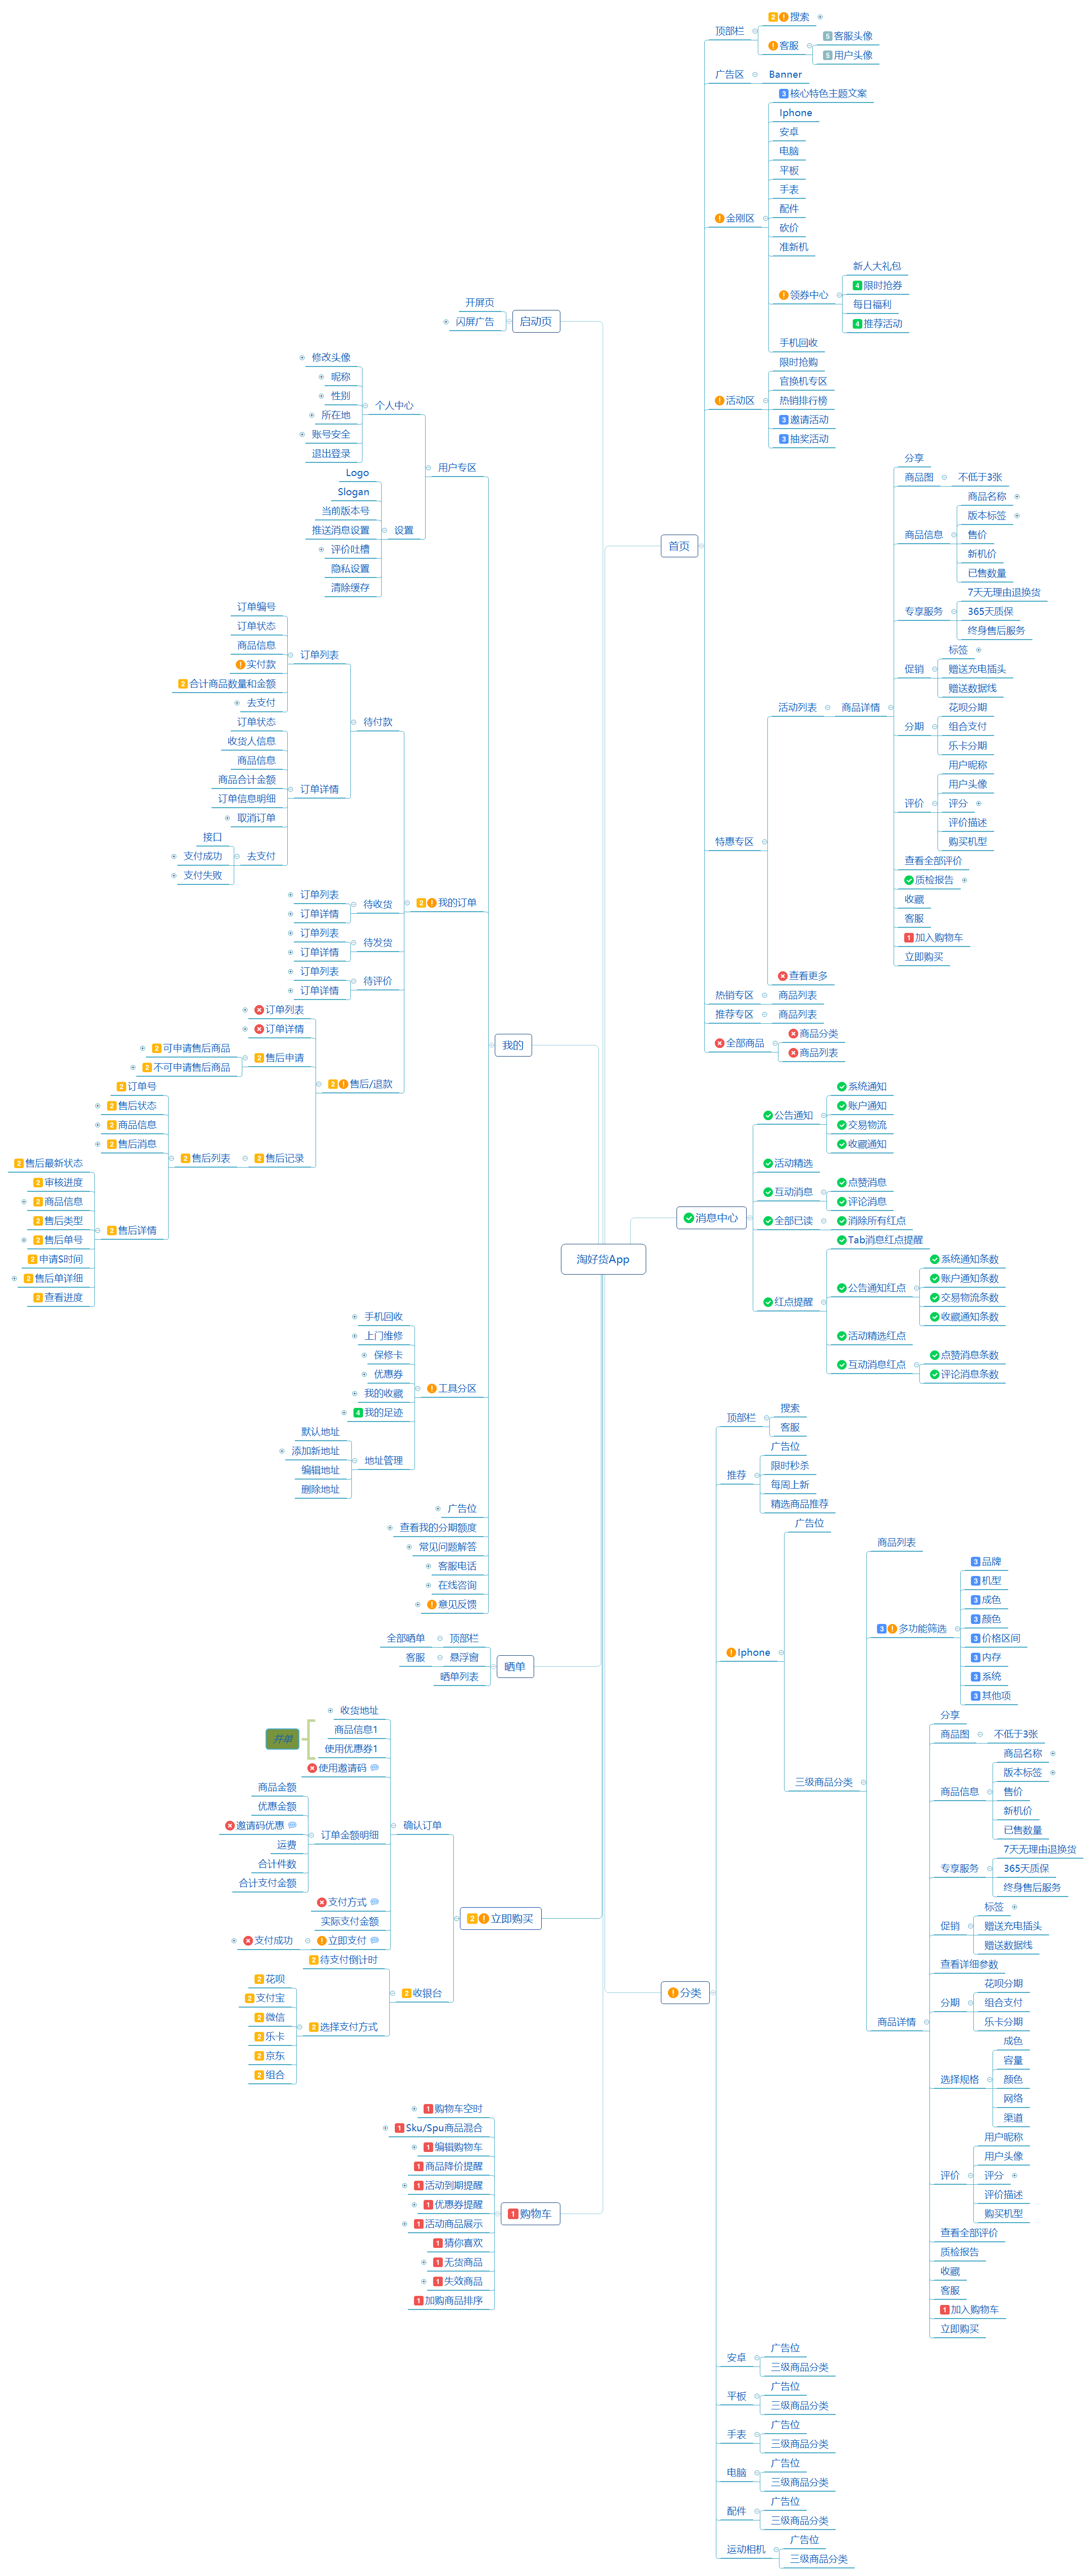 淘好货App
首页
顶部栏
2 搜索
客服
5 客服头像
5 用户头像
广告区
Banner
金刚区
3 核心特色主题文案
Iphone
安卓
电脑
平板
手表
配件
砍价
准新机
领券中心
新人大礼包
4 限时抢券
每日福利
4 推荐活动
手机回收
活动区
限时抢购
官换机专区
热销排行榜
3 邀请活动
3 抽奖活动
特惠专区
活动列表
商品详情
分享
商品图
不低于3张
商品信息
商品名称
版本标签
售价
新机价
已售数量
专享服务
7天无理由退换货
365天质保
终身售后服务
促销
标签
赠送充电插头
赠送数据线
分期
花呗分期
组合支付
乐卡分期
评价
用户昵称
用户头像
评分
评价描述
购买机型
查看全部评价
质检报告
收藏
客服
1 加入购物车
立即购买
查看更多
热销专区
商品列表
推荐专区
商品列表
全部商品
商品分类
商品列表
消息中心
公告通知
系统通知
账户通知
交易物流
收藏通知
活动精选
互动消息
点赞消息
评论消息
全部已读
消除所有红点
红点提醒
Tab消息红点提醒
公告通知红点
系统通知条数
账户通知条数
交易物流条数
收藏通知条数
活动精选红点
互动消息红点
点赞消息条数
评论消息条数
分类
顶部栏
搜索
客服
推荐
广告位
限时秒杀
每周上新
精选商品推荐
Iphone
广告位
三级商品分类
商品列表
3 多功能筛选
3 品牌
3 机型
3 成色
3 颜色
3 价格区间
3 内存
3 系统
3 其他项
商品详情
分享
商品图
不低于3张
商品信息
商品名称
版本标签
售价
新机价
已售数量
专享服务
7天无理由退换货
365天质保
终身售后服务
促销
标签
赠送充电插头
赠送数据线
查看详细参数
分期
花呗分期
组合支付
乐卡分期
选择规格
成色
容量
颜色
网络
渠道
评价
用户昵称
用户头像
评分
评价描述
购买机型
查看全部评价
质检报告
收藏
客服
1 加入购物车
立即购买
安卓
广告位
三级商品分类
平板
广告位
三级商品分类
手表
广告位
三级商品分类
电脑
广告位
三级商品分类
配件
广告位
三级商品分类
运动相机
广告位
三级商品分类
启动页
开屏页
闪屏广告
我的
用户专区
个人中心
修改头像
昵称
性别
所在地
账号安全
退出登录
设置
Logo
Slogan
当前版本号
推送消息设置
评价吐槽
隐私设置
清除缓存
2 我的订单
待付款
订单列表
订单编号
订单状态
商品信息
实付款
2 合计商品数量和金额
去支付
订单详情
订单状态
收货人信息
商品信息
商品合计金额
订单信息明细
取消订单
去支付
接口
支付成功
支付失败
待收货
订单列表
订单详情
待发货
订单列表
订单详情
待评价
订单列表
订单详情
2 售后/退款
订单列表
订单详情
2 售后申请
2 可申请售后商品
2 不可申请售后商品
2 售后记录
2 售后列表
2 订单号
2 售后状态
2 商品信息
2 售后消息
2 售后详情
2 售后最新状态
2 审核进度
2 商品信息
2 售后类型
2 售后单号
2 申请S时间
2 售后单详细
2 查看进度
工具分区
手机回收
上门维修
保修卡
优惠券
我的收藏
4 我的足迹
地址管理
默认地址
添加新地址
编辑地址
删除地址
广告位
查看我的分期额度
常见问题解答
客服电话
在线咨询
意见反馈
晒单
顶部栏
全部晒单
悬浮窗
客服
晒单列表
2 立即购买
确认订单
收货地址
商品信息1
使用优惠券1
开单
使用邀请码
订单金额明细
商品金额
优惠金额
邀请码优惠
运费
合计件数
合计支付金额
支付方式
实际支付金额
立即支付
支付成功
2 收银台
2 待支付倒计时
2 选择支付方式
2 花呗
2 支付宝
2 微信
2 乐卡
2 京东
2 组合
1 购物车
1 购物车空时
1 Sku/Spu商品混合
1 编辑购物车
1 商品降价提醒
1 活动到期提醒
1 优惠券提醒
1 活动商品展示
1 猜你喜欢
1 无货商品
1 失效商品
1 加购商品排序